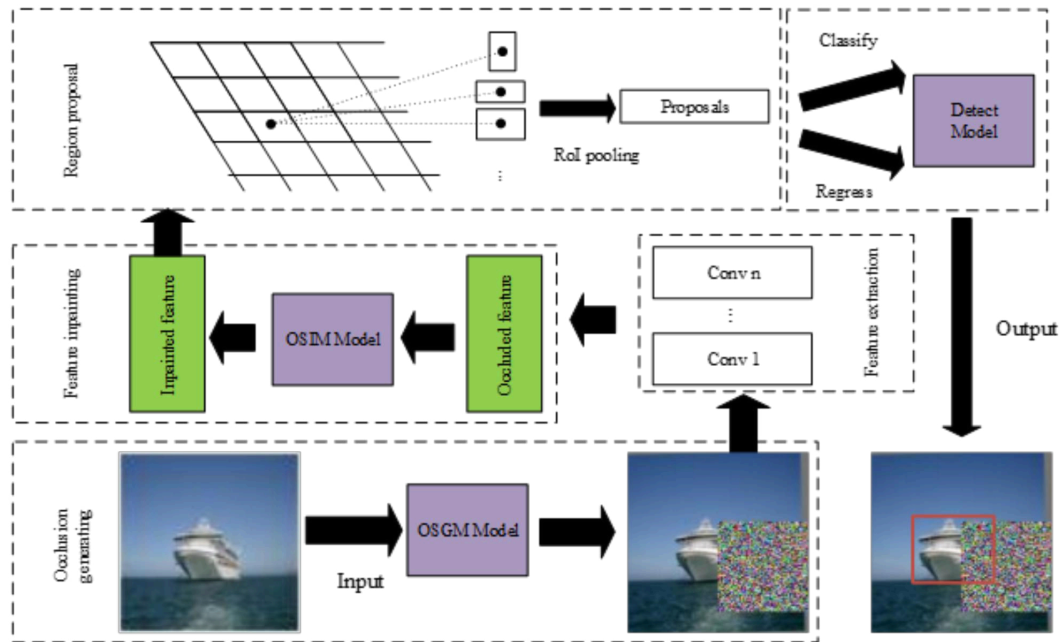 Region proposal
RoI pooling
Proposals
Classify
Regress
Detect
Model
Feature inpainting
Inpainted feature
OSIM Model
Occluded feature
Conv n
Conv 1
Feature extraction
Output
Occlusion
generating
Input
OSGM Model